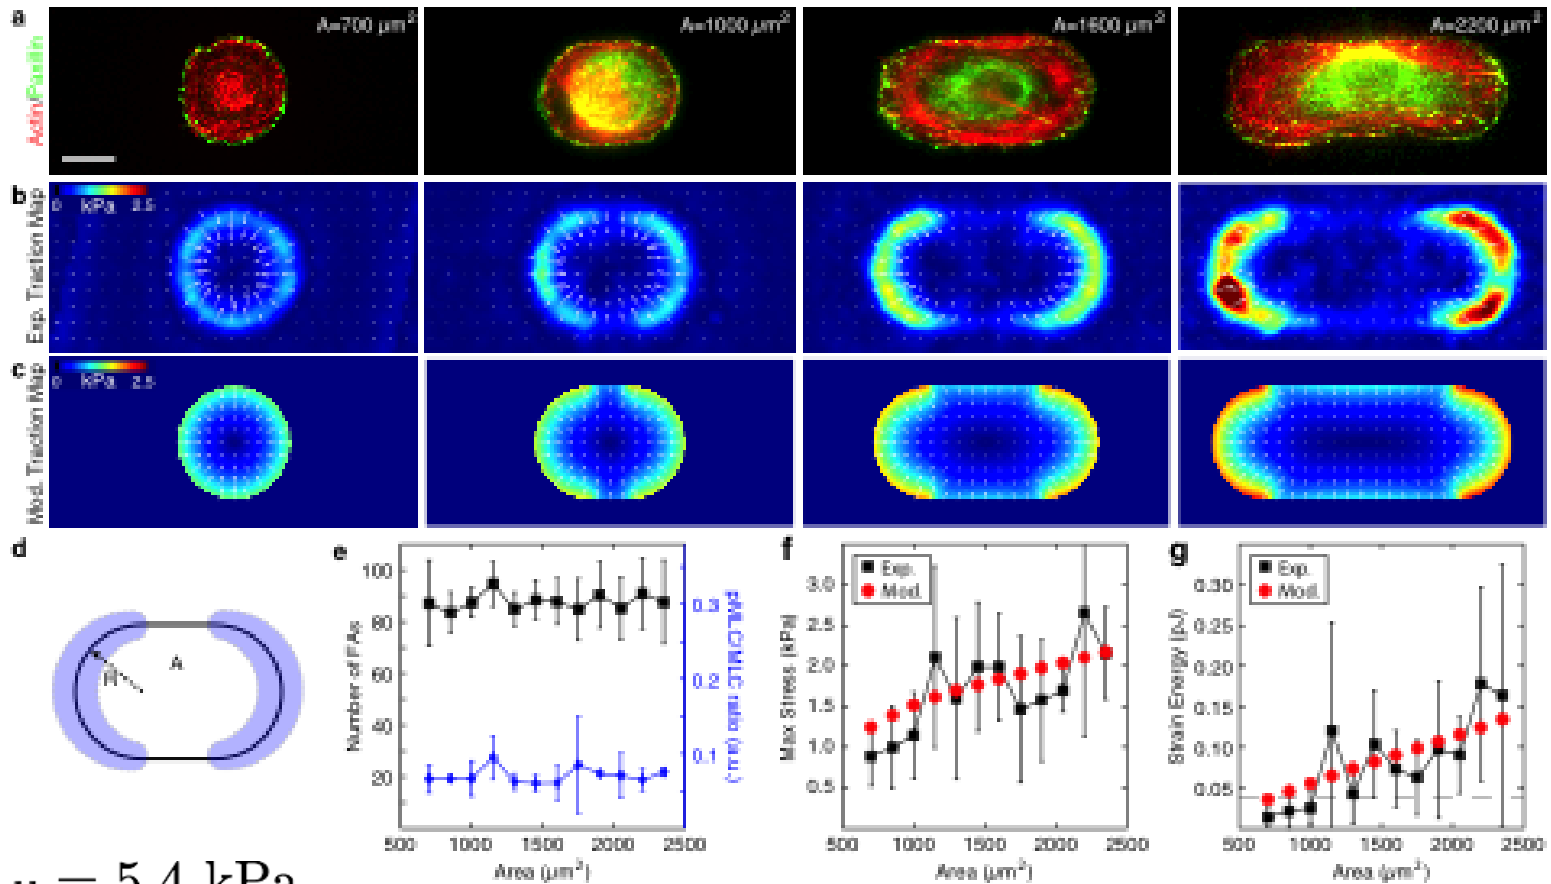 a
Actin/Paxillin
A=700 μm²
A=1000 μm²
A=1600 μm²
A=2200 μm²
b
Exp. Traction Map
0 kPa 2.5
c
Mod. Traction Map
0 kPa 2.5
d
R
A
e
Number of FAs
100
80
60
40
20
0.3
0.2
0.1
pMLC/MLC ratio (a.u.)
500 1000 1500 2000 2500
Area (μm²)
f
Exp.
Mod.
Max Stress (kPa)
3.0
2.5
2.0
1.5
1.0
0.5
500 1000 1500 2000 2500
Area (μm²)
g
Exp.
Mod.
Strain Energy (pJ)
0.30
0.25
0.20
0.15
0.10
0.05
500 1000 1500 2000 2500
Area (μm²)
= 5.4 kPa